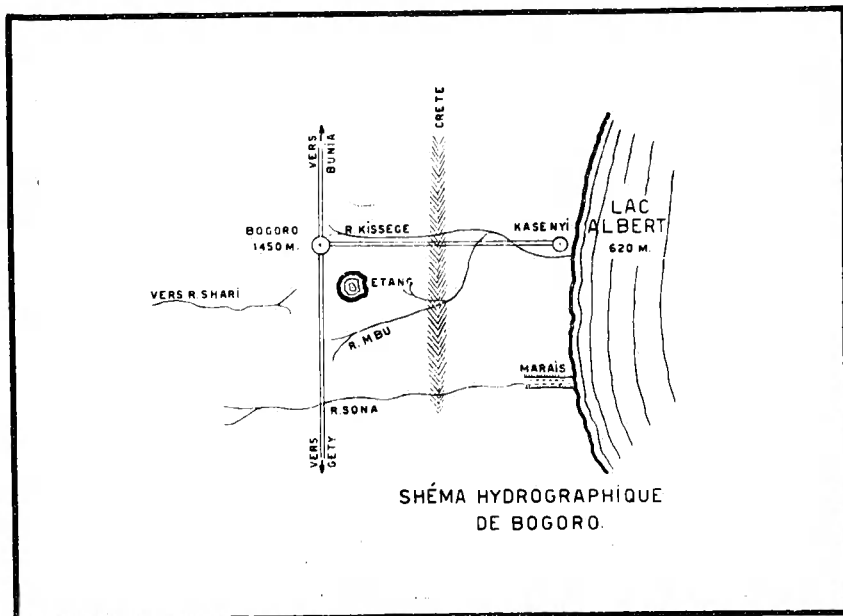 CRETE
VERS
BUNIA
LAC
ALBERT
620 M.
BOGORO
1450 M.
R. KISSEGE
KASENYI
ETANG
VERS R. SHARI
R. MBU
MARAIS
R. SONA
VERS
GETY
SHÉMA HYDROGRAPHIQUE
DE BOGORO.